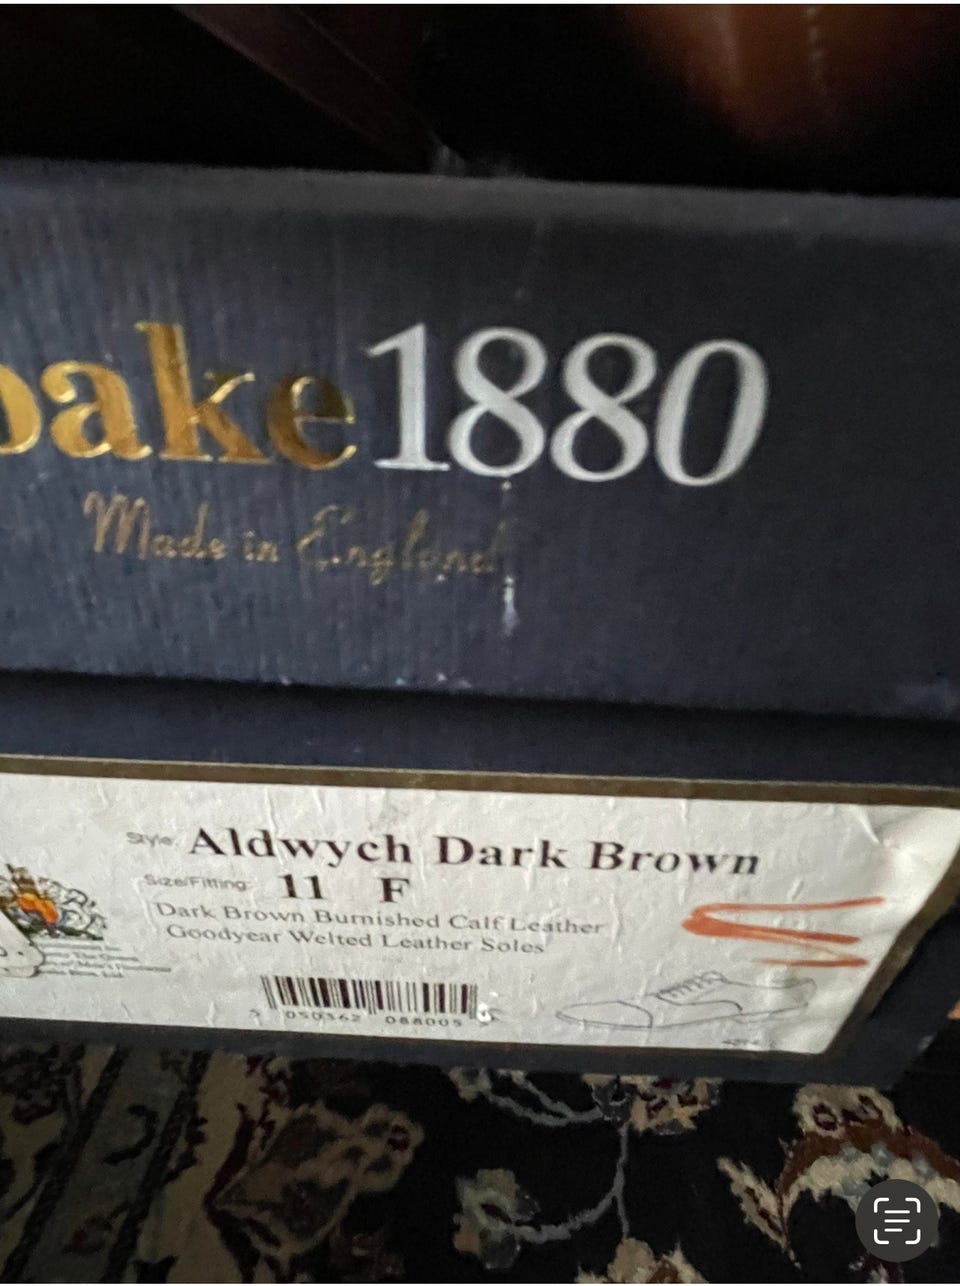 oake1880
Made in England
Style: Aldwych Dark Brown
Size/Fitting: 11 F
Dark Brown Burnished Calf Leather
Goodyear Welted Leather Soles
5 050362 088005